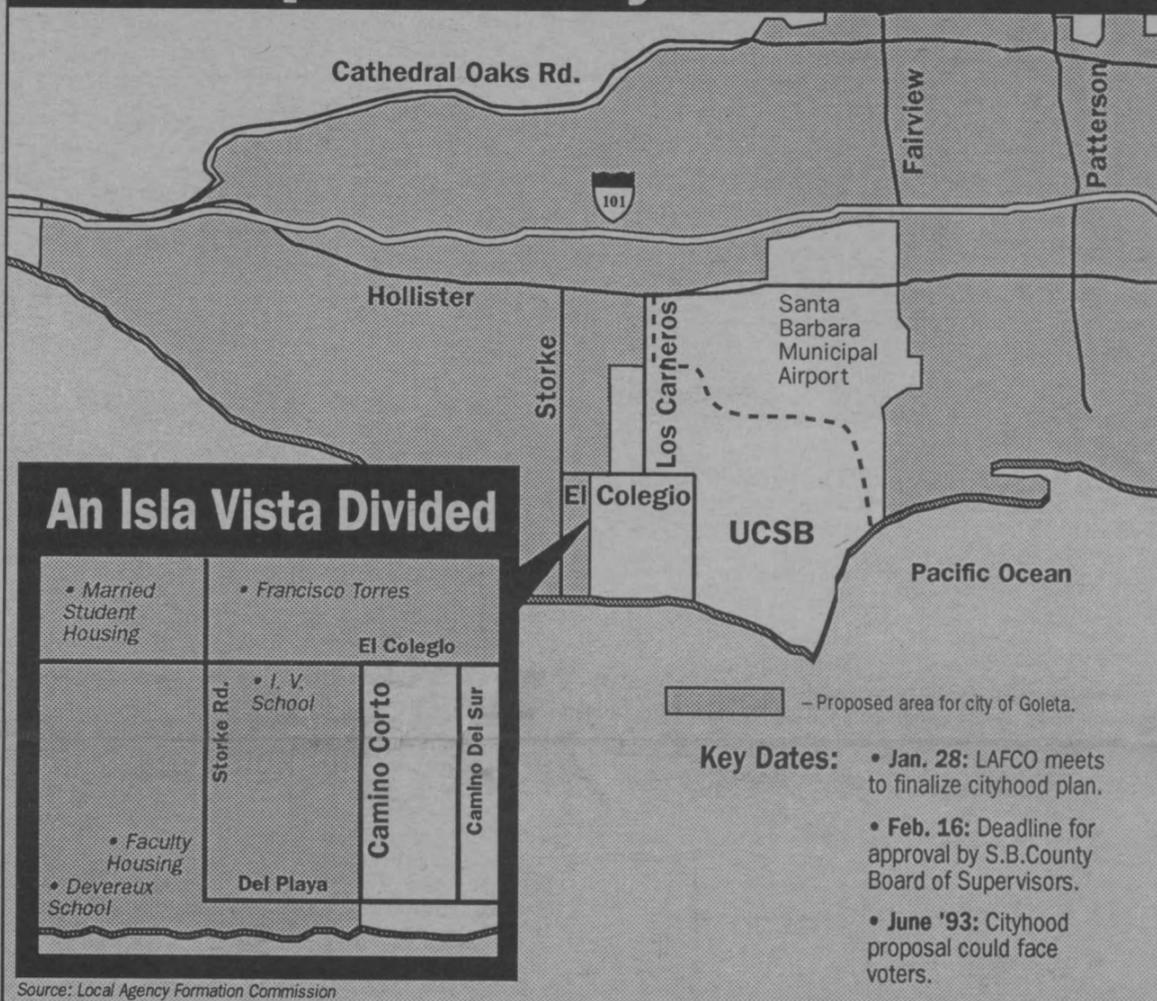 Cathedral Oaks Rd.
Fairview
Patterson
101
Hollister
Storke
Los Carneros
Santa
Barbara
Municipal
Airport
El Colegio
UCSB
Pacific Ocean
An Isla Vista Divided
• Married
Student
Housing
• Francisco Torres
El Colegio
Storke Rd.
• I. V.
School
Camino Corto
Camino Del Sur
• Faculty
Housing
• Devereux
School
Del Playa
– Proposed area for city of Goleta.
Key Dates:
• Jan. 28: LAFCO meets
to finalize cityhood plan.
• Feb. 16: Deadline for
approval by S.B.County
Board of Supervisors.
• June '93: Cityhood
proposal could face
voters.
Source: Local Agency Formation Commission